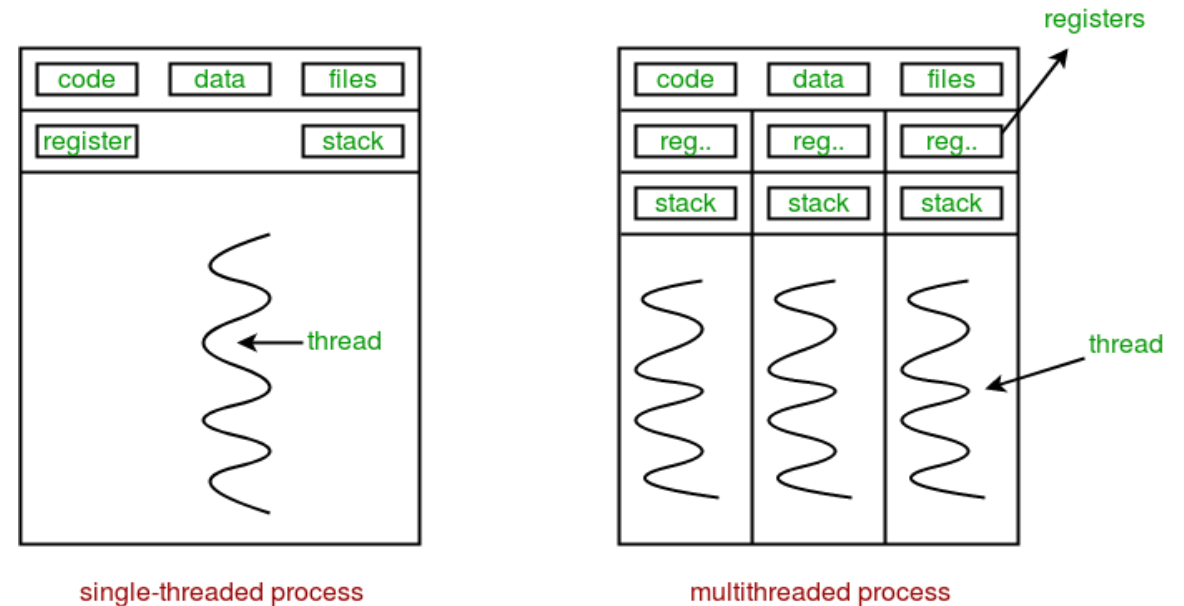 registers
code
data
files
register
stack
thread
single-threaded process
code
data
files
reg..
reg..
reg..
stack
stack
stack
thread
multithreaded process